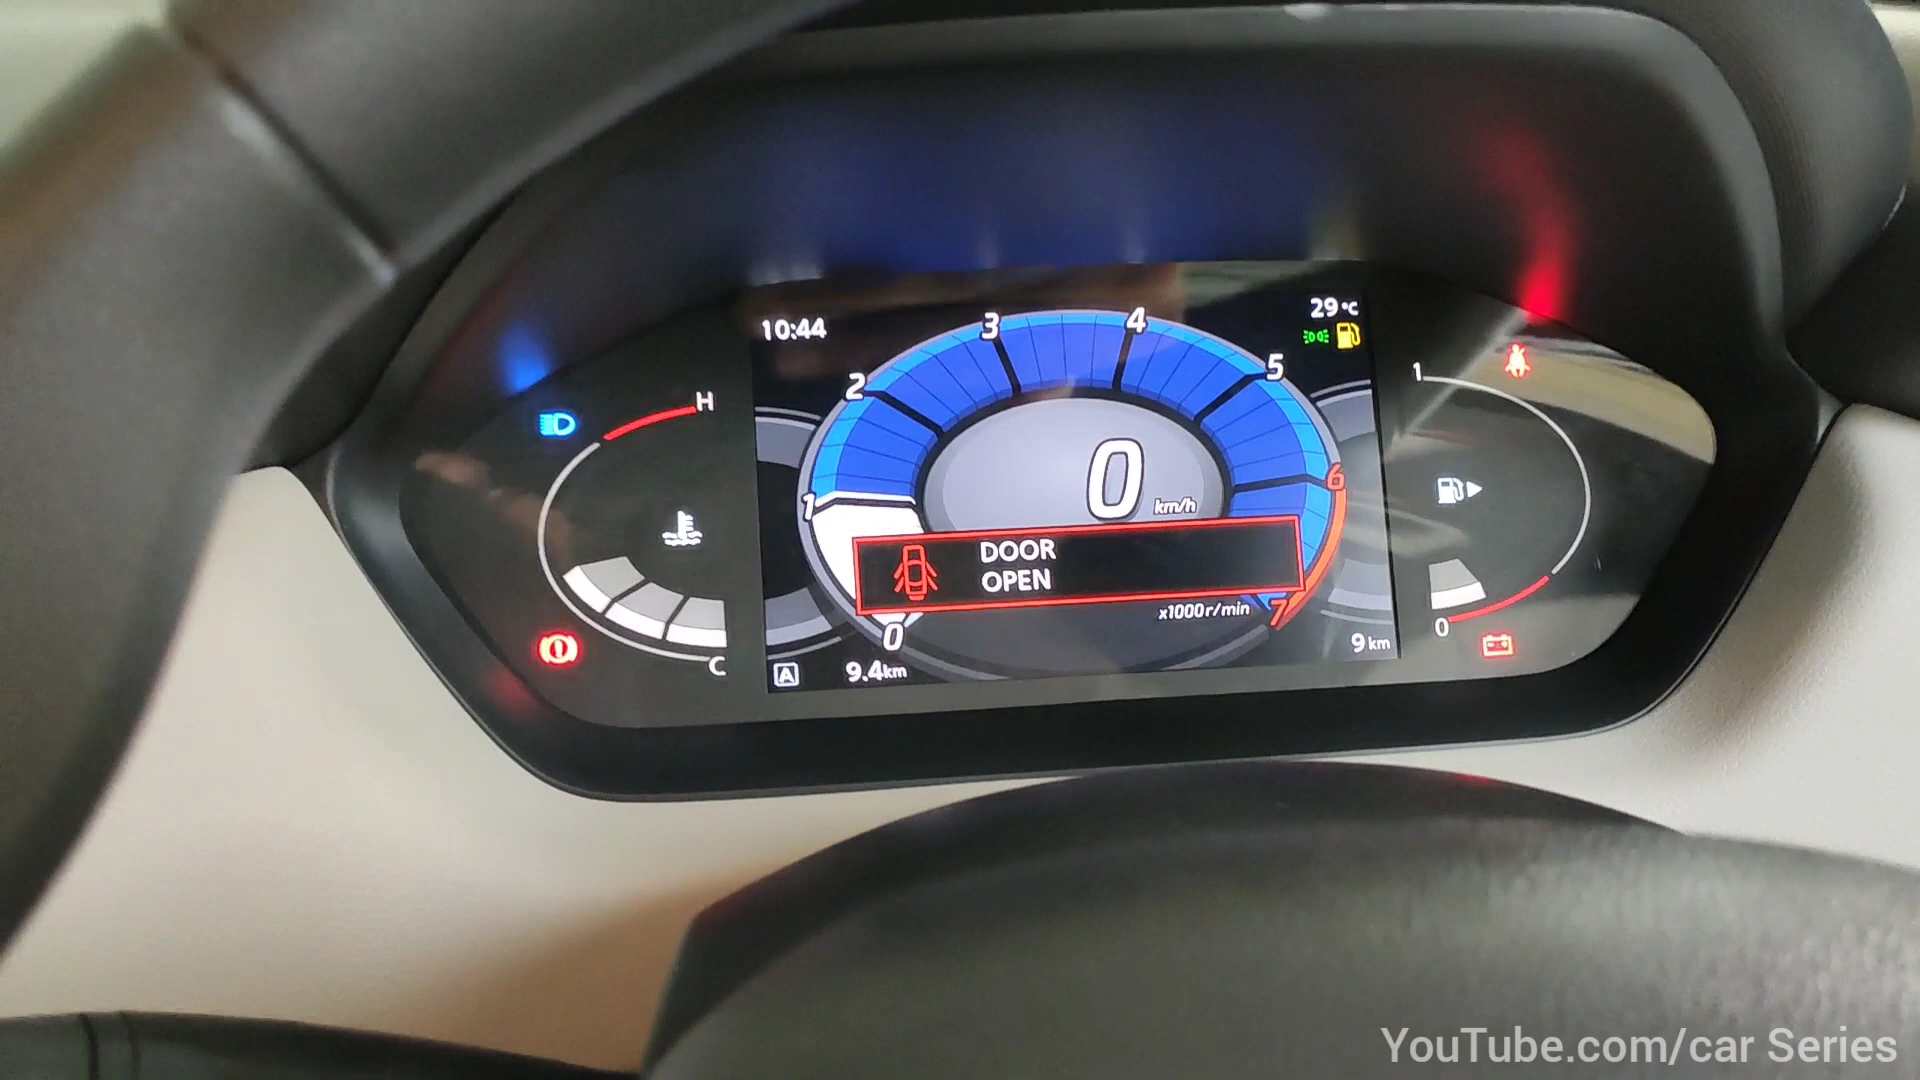 10:44
29°C
H
C
0
1
2
3
4
5
6
7
0 km/h
DOOR
OPEN
x1000r/min
A
9.4km
9km
1
0
YouTube.com/car Series